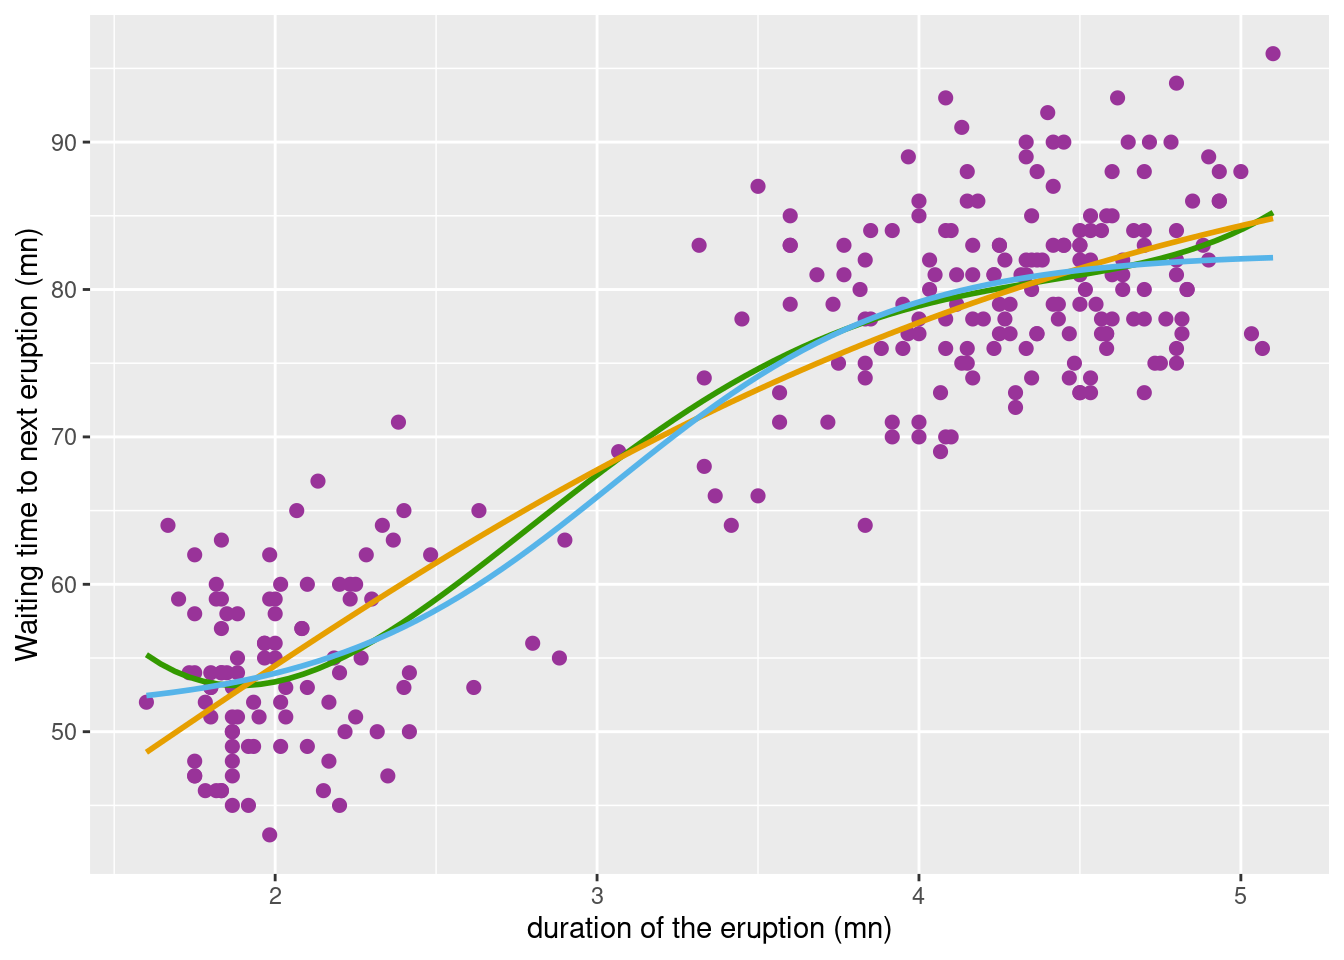 Waiting time to next eruption (mn)
90
80
70
60
50
2 3 4 5
duration of the eruption (mn)